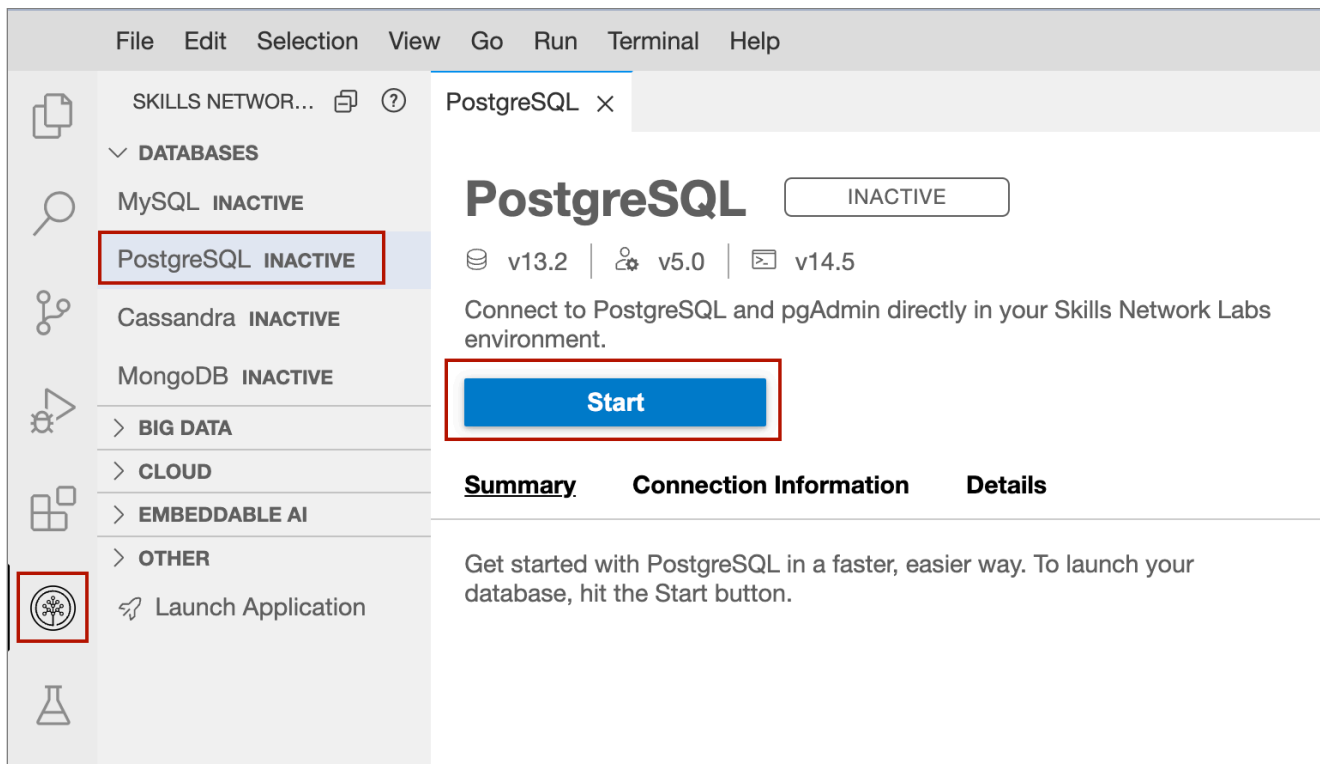 File Edit Selection View Go Run Terminal Help
SKILLS NETWOR...
DATABASES
MySQL INACTIVE
PostgreSQL INACTIVE
Cassandra INACTIVE
MongoDB INACTIVE
BIG DATA
CLOUD
EMBEDDABLE AI
OTHER
Launch Application
PostgreSQL
PostgreSQL INACTIVE
v13.2 v5.0 v14.5
Connect to PostgreSQL and pgAdmin directly in your Skills Network Labs
environment.
Start
Summary Connection Information Details
Get started with PostgreSQL in a faster, easier way. To launch your
database, hit the Start button.